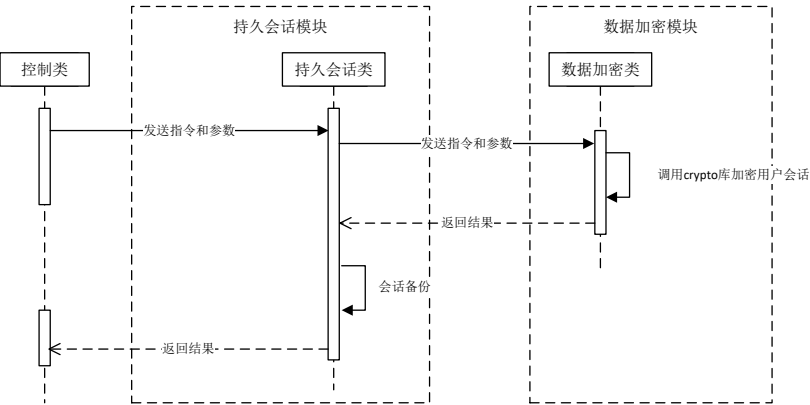 持久会话模块
数据加密模块
控制类
持久会话类
数据加密类
发送指令和参数
发送指令和参数
调用crypto库加密用户会话
返回结果
会话备份
返回结果